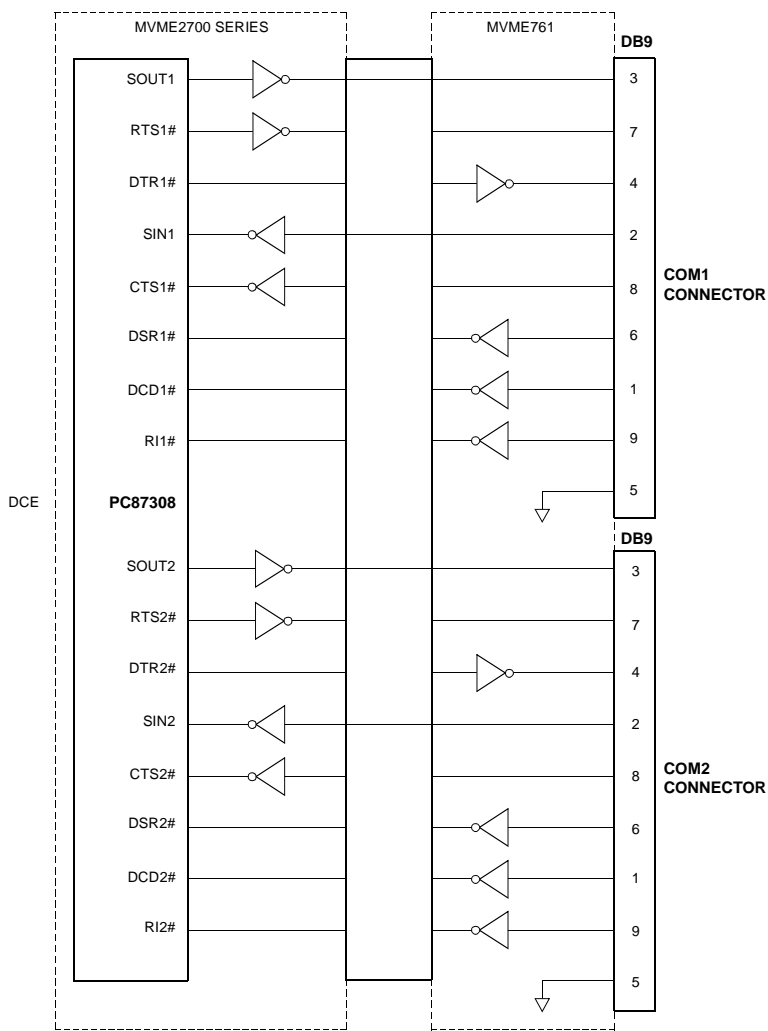 MVME2700 SERIES
MVME761
DB9
SOUT1
3
RTS1#
7
DTR1#
4
SIN1
2
CTS1#
8
COM1
CONNECTOR
DSR1#
6
DCD1#
1
RI1#
9
5
DCE
PC87308
DB9
SOUT2
3
RTS2#
7
DTR2#
4
SIN2
2
CTS2#
8
COM2
CONNECTOR
DSR2#
6
DCD2#
1
RI2#
9
5